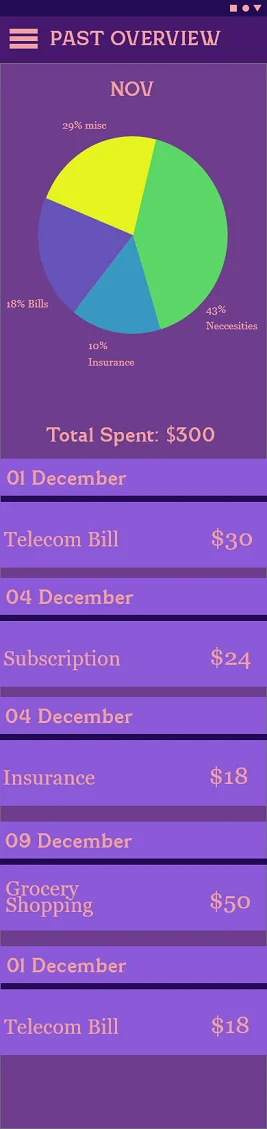 PAST OVERVIEW
NOV
29% misc
18% Bills
43%
Neccesities
10%
Insurance
Total Spent: $300
01 December
Telecom Bill $30
04 December
Subscription $24
04 December
Insurance $18
09 December
Grocery
Shopping $50
01 December
Telecom Bill $18